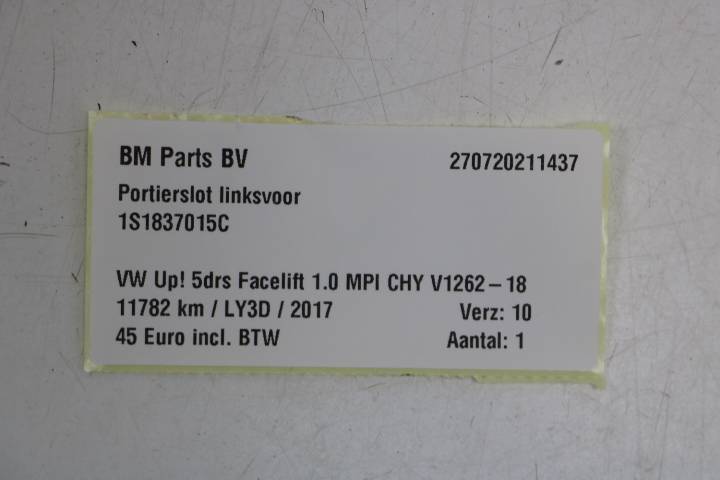 BM Parts BV 270720211437
Portierslot linksvoor
1S1837015C
VW Up! 5drs Facelift 1.0 MPI CHY V1262-18
11782 km / LY3D / 2017 Verz: 10
45 Euro incl. BTW Aantal: 1